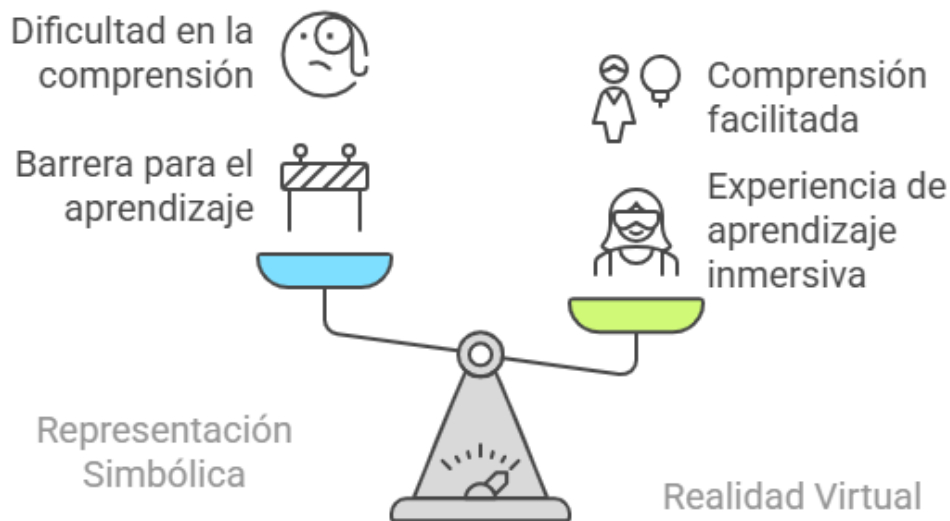 Dificultad en la
comprensión
Barrera para el
aprendizaje
Comprensión
facilitada
Experiencia de
aprendizaje
inmersiva
Representación
Simbólica
Realidad Virtual